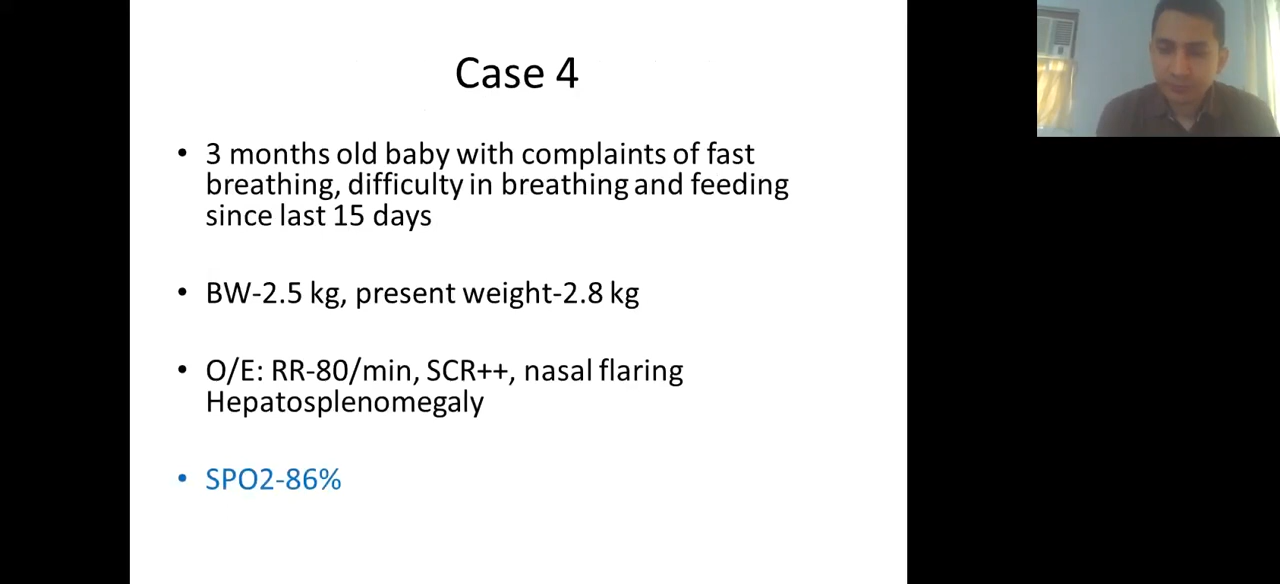 Case 4
• 3 months old baby with complaints of fast
breathing, difficulty in breathing and feeding
since last 15 days
• BW-2.5 kg, present weight-2.8 kg
• O/E: RR-80/min, SCR++, nasal flaring
Hepatosplenomegaly
• SPO2-86%